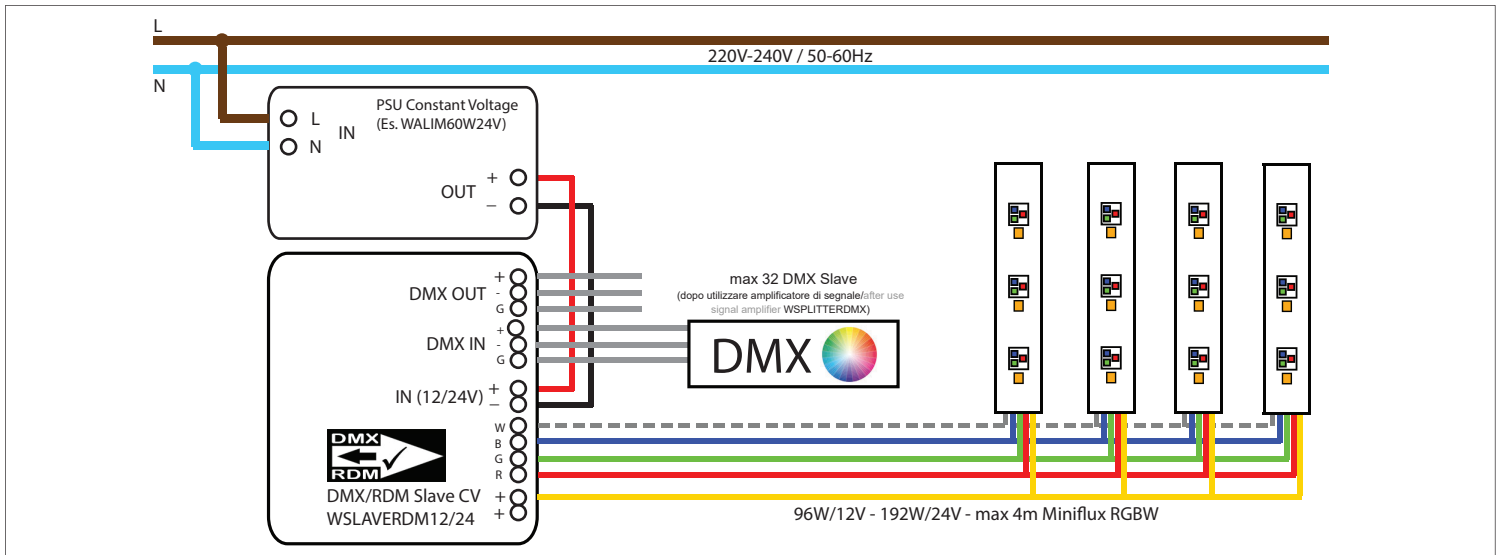 L
220V-240V / 50-60Hz
N
PSU Constant Voltage
(Es. WALIM60W24V)
L
IN
N
+
OUT
–
+
DMX OUT -
G
+
DMX IN
-
G
IN (12/24V) +
–
W
B
G
R
DMX
RDM
DMX/RDM Slave CV +
WSLAVERDM12/24 +
max 32 DMX Slave
(dopo utilizzare amplificatore di segnale/after use
signal amplifier WSPLITTERDMX)
DMX
96W/12V - 192W/24V - max 4m Miniflux RGBW